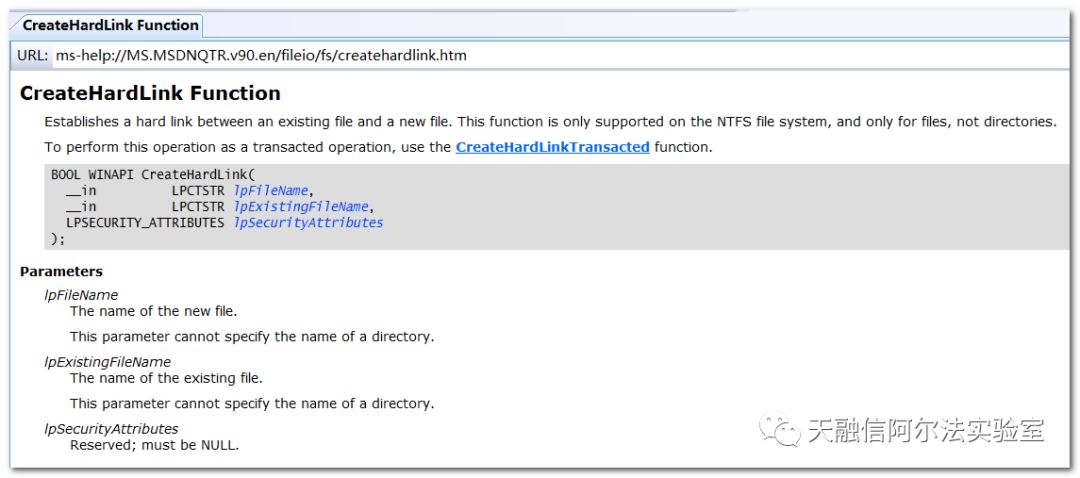 CreateHardLink Function
URL: ms-help://MS.MSDNQTR.v90.en/fileio/fs/createhardlink.htm
CreateHardLink Function
Establishes a hard link between an existing file and a new file. This function is only supported on the NTFS file system, and only for files, not directories.
To perform this operation as a transacted operation, use the CreateHardLinkTransacted function.
BOOL WINAPI CreateHardLink(
__in LPCTSTR lpFileName,
__in LPCTSTR lpExistingFileName,
LPSECURITY_ATTRIBUTES lpSecurityAttributes
);
Parameters
lpFileName
The name of the new file.
This parameter cannot specify the name of a directory.
lpExistingFileName
The name of the existing file.
This parameter cannot specify the name of a directory.
lpSecurityAttributes
Reserved; must be NULL.
天融信阿尔法实验室